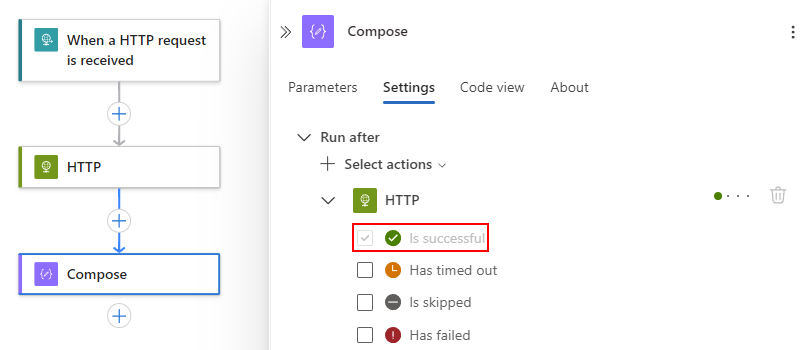 When a HTTP request
is received
HTTP
Compose
Compose
Parameters
Settings
Code view
About
Run after
Select actions
HTTP
Is successful
Has timed out
Is skipped
Has failed